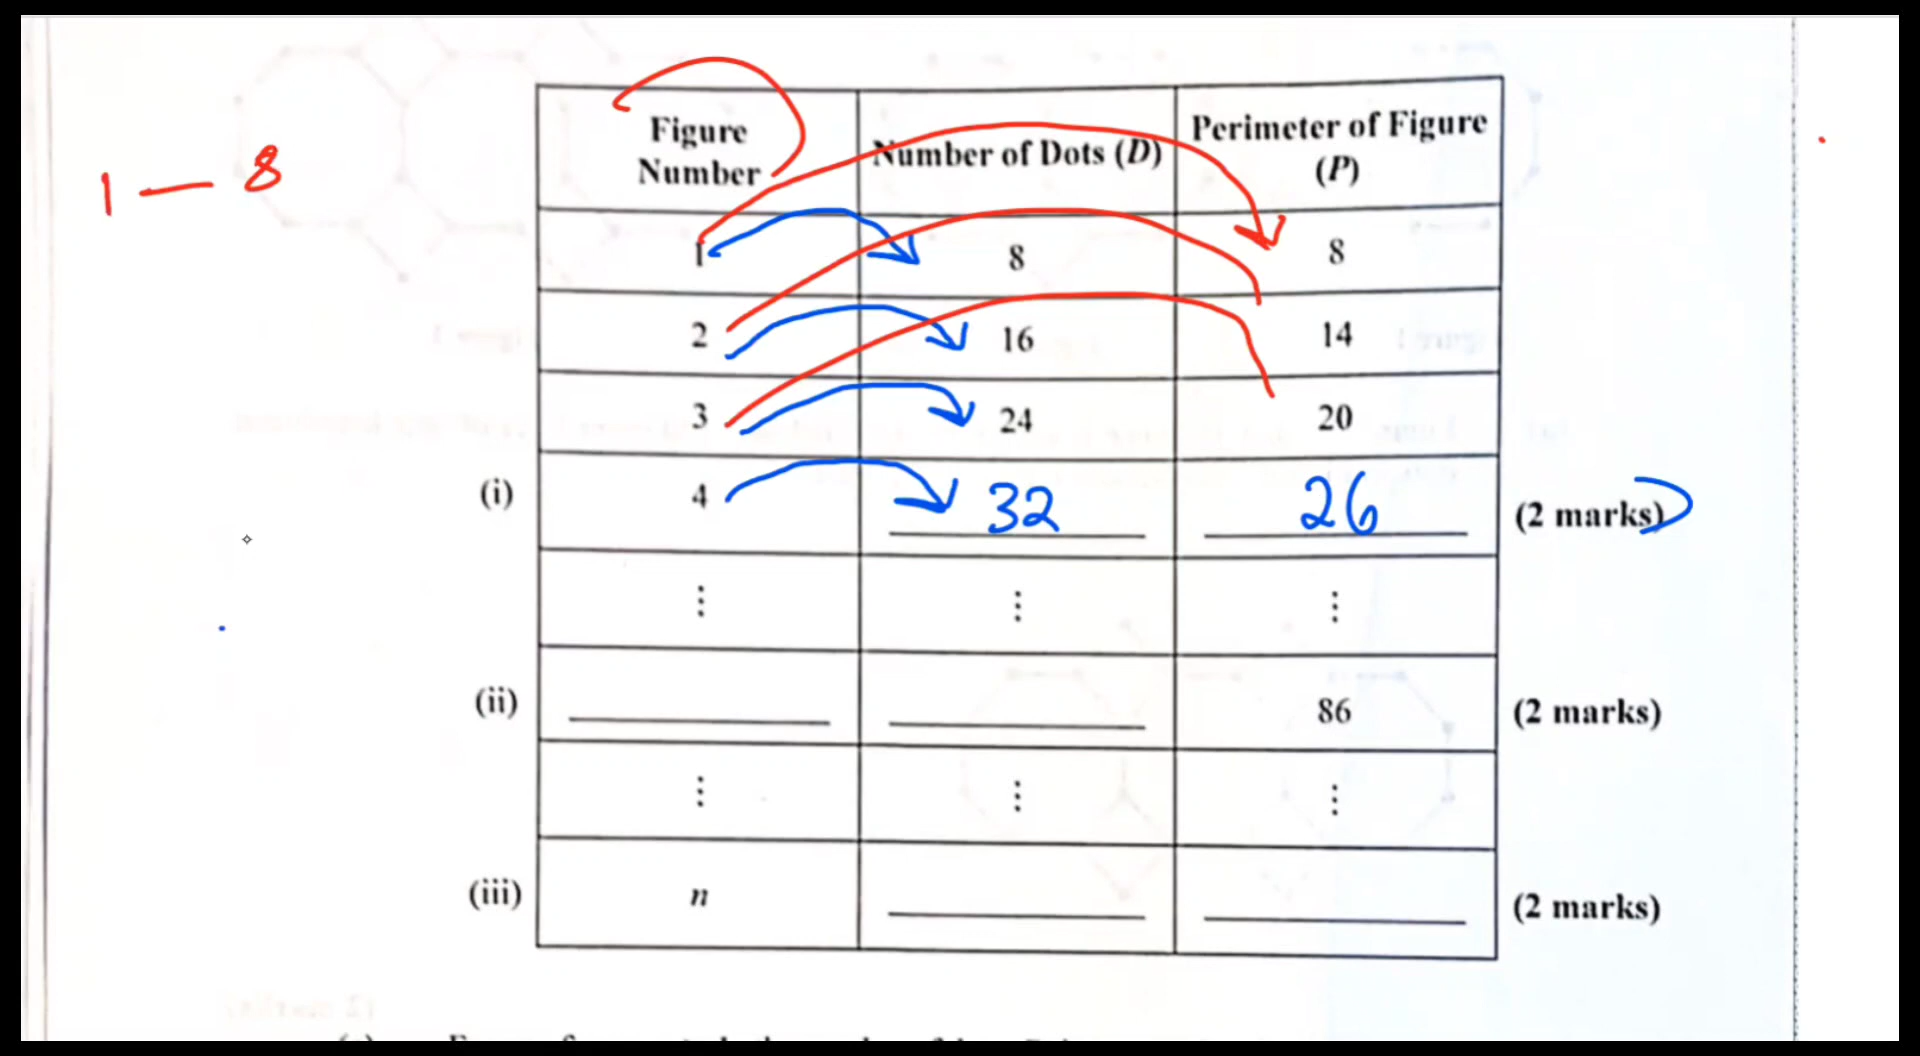 Figure Number
Number of Dots (D)
Perimeter of Figure (P)
1 — 8
1 8 8
2 16 14
3 24 20
(i) 4 32 26 (2 marks)
⋮ ⋮ ⋮
(ii) 86 (2 marks)
⋮ ⋮ ⋮
(iii) n (2 marks)